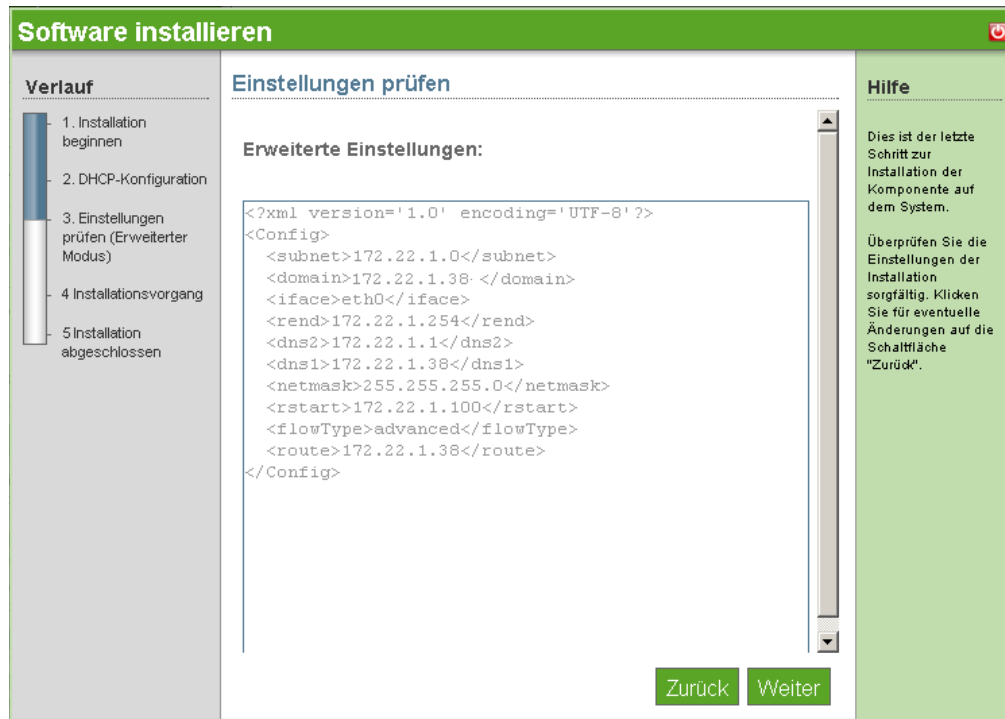 Software installieren
Verlauf
1. Installation
beginnen
2. DHCP-Konfiguration
3. Einstellungen
prüfen (Erweiterter
Modus)
4 Installationsvorgang
5 Installation
abgeschlossen
Einstellungen prüfen
Erweiterte Einstellungen:
<?xml version='1.0' encoding='UTF-8'?>
<Config>
<subnet>172.22.1.0</subnet>
<domain>172.22.1.38 </domain>
<iface>eth0</iface>
<rend>172.22.1.254</rend>
<dns2>172.22.1.1</dns2>
<dns1>172.22.1.38</dns1>
<netmask>255.255.255.0</netmask>
<rstart>172.22.1.100</rstart>
<flowType>advanced</flowType>
<route>172.22.1.38</route>
</Config>
Zurück
Weiter
Hilfe
Dies ist der letzte
Schritt zur
Installation der
Komponente auf
dem System.
Überprüfen Sie die
Einstellungen der
Installation
sorgfältig. Klicken
Sie für eventuelle
Änderungen auf die
Schaltfläche
"Zurück".